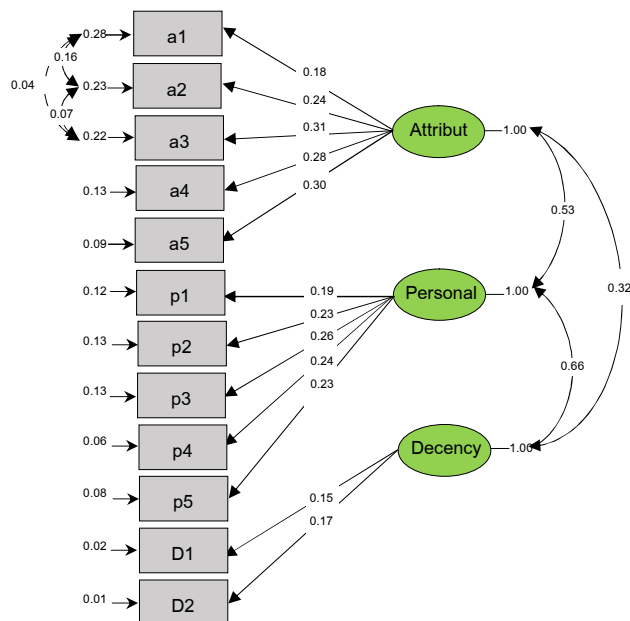 0.28
a1
0.16
0.18
0.04
0.23
a2
0.24
0.07
0.31
Attribut
1.00
0.22
a3
0.28
0.13
a4
0.30
0.53
0.09
a5
0.12
p1
0.19
Personal
1.00
0.32
0.23
0.13
p2
0.26
0.24
0.66
0.13
p3
0.23
0.06
p4
Decency
1.00
0.08
p5
0.15
0.17
0.02
D1
0.01
D2